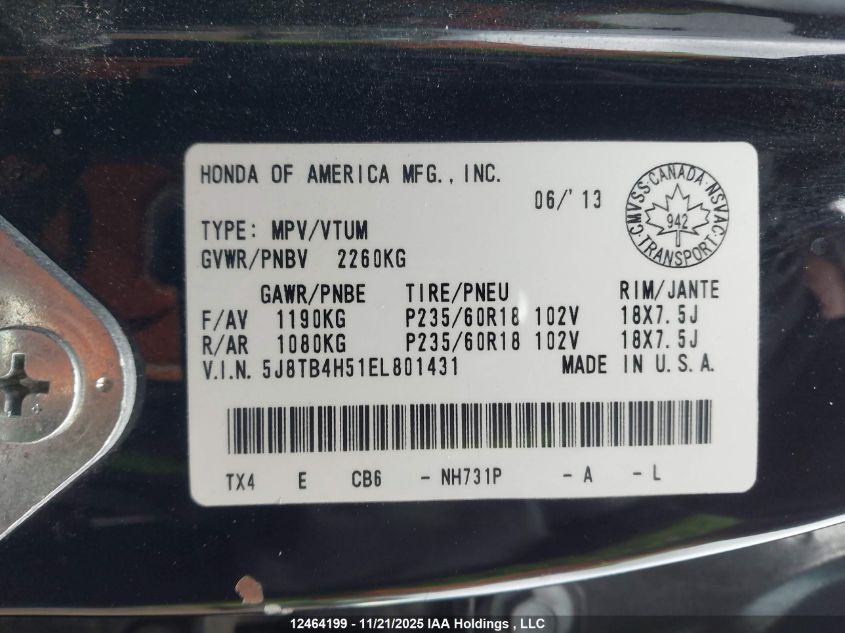 HONDA OF AMERICA MFG., INC.
06/'13
CMVSS·CANADA·NSVAC·TRANSPORT
942
TYPE: MPV/VTUM
GVWR/PNBV 2260KG
GAWR/PNBE TIRE/PNEU RIM/JANTE
F/AV 1190KG P235/60R18 102V 18X7.5J
R/AR 1080KG P235/60R18 102V 18X7.5J
V.I.N. 5J8TB4H51EL801431 MADE IN U.S.A.
TX4 E CB6 - NH731P - A - L
12464199 - 11/21/2025 IAA Holdings , LLC